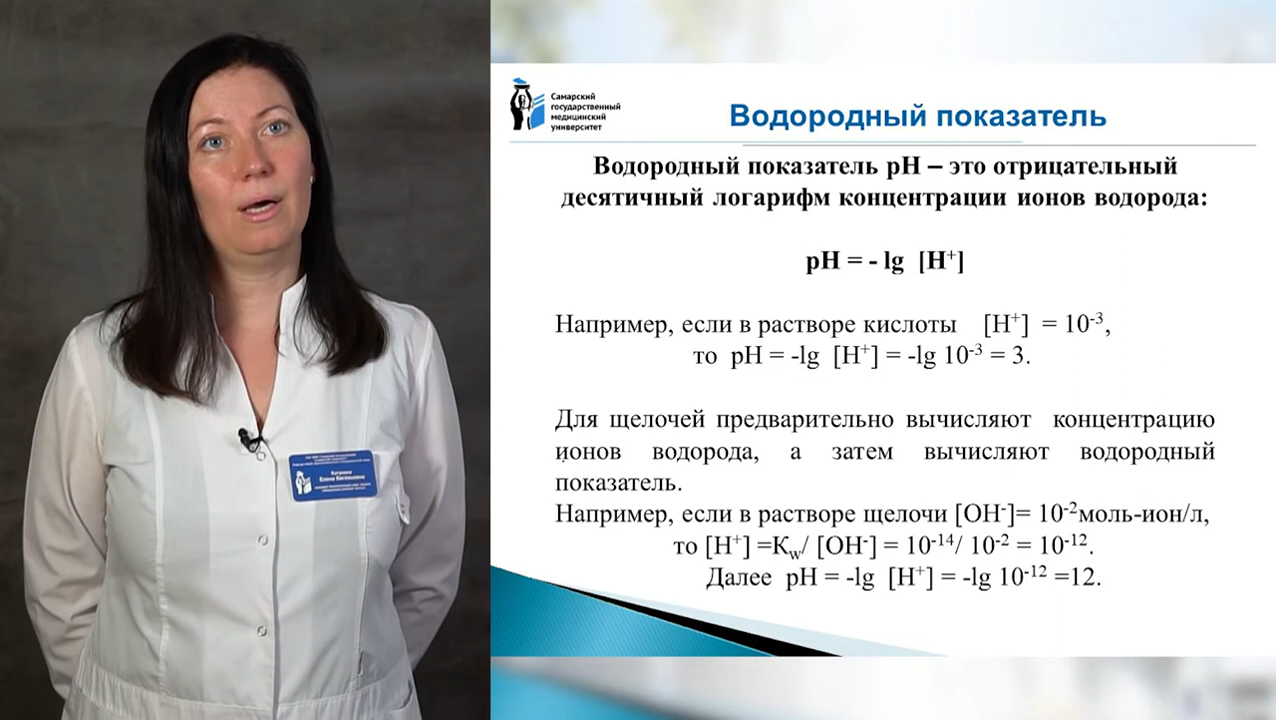 Самарский
государственный
медицинский
университет
Водородный показатель
Водородный показатель pH – это отрицательный
десятичный логарифм концентрации ионов водорода:
pH = - lg [H⁺]
Например, если в растворе кислоты [H⁺] = 10⁻³,
то pH = -lg [H⁺] = -lg 10⁻³ = 3.
Для щелочей предварительно вычисляют концентрацию
ионов водорода, а затем вычисляют водородный
показатель.
Например, если в растворе щелочи [OH⁻]= 10⁻²моль-ион/л,
то [H⁺] =Kw/ [OH⁻] = 10⁻¹⁴/ 10⁻² = 10⁻¹².
Далее pH = -lg [H⁺] = -lg 10⁻¹² =12.
Елена Евгеньевна